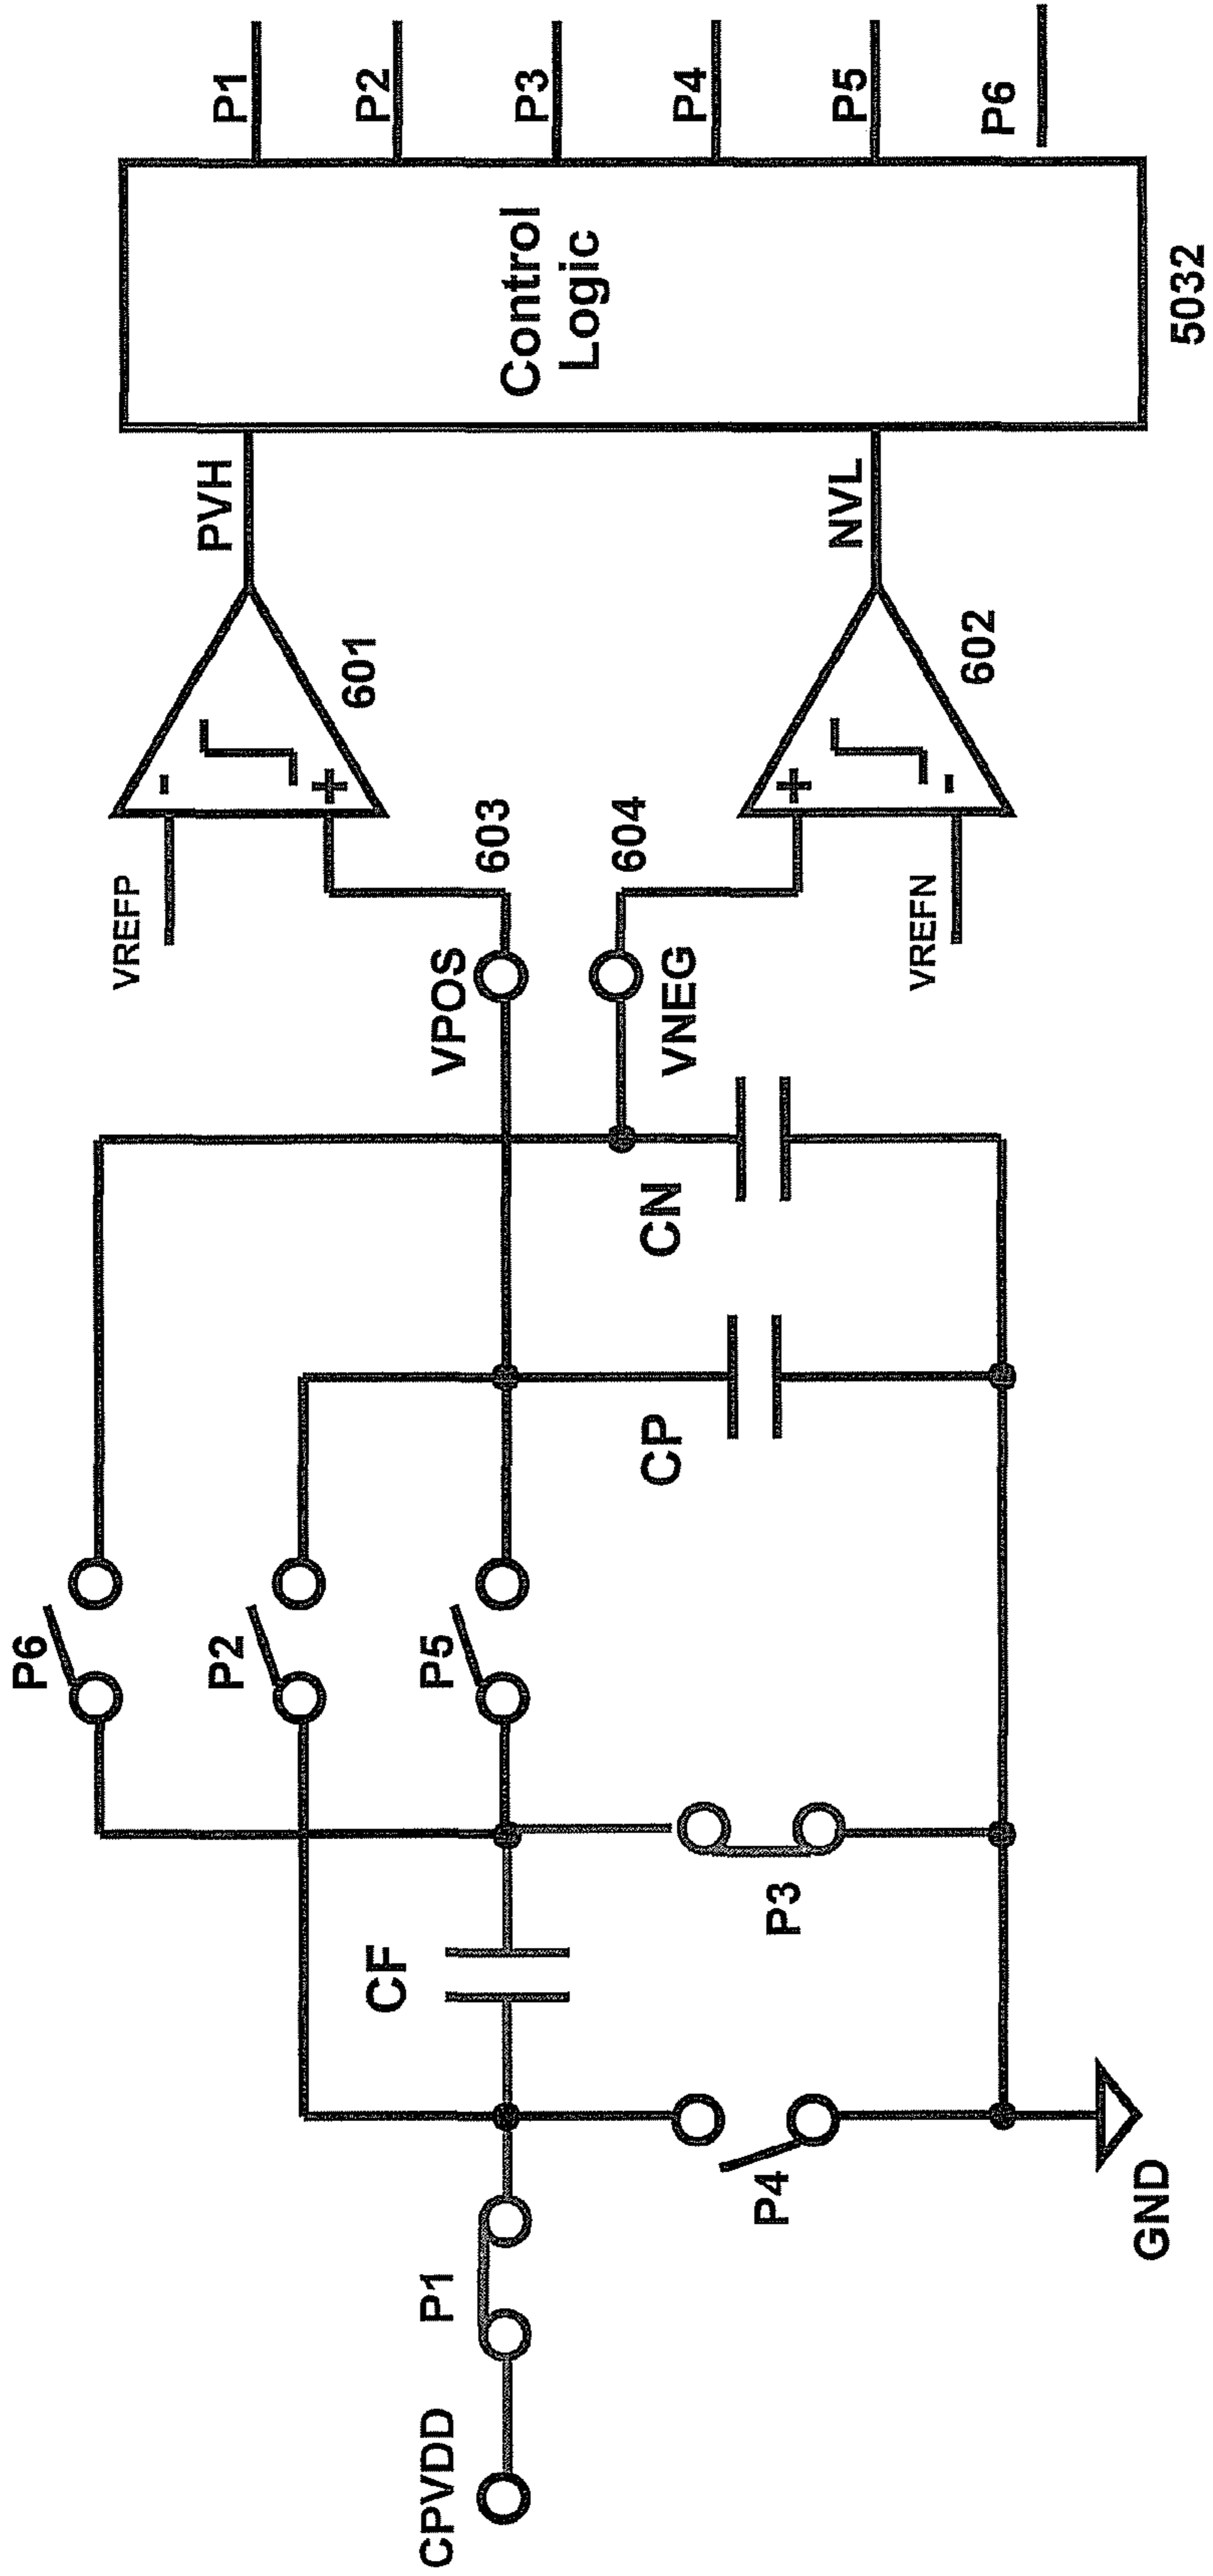 P6
P2
P5
CF
P3
CPVDD
P1
P4
GND
CP
CN
VPOS
VNEG
603
604
VREFP
-
+
601
PVH
VREFN
+
-
602
NVL
Control
Logic
5032
P1
P2
P3
P4
P5
P6